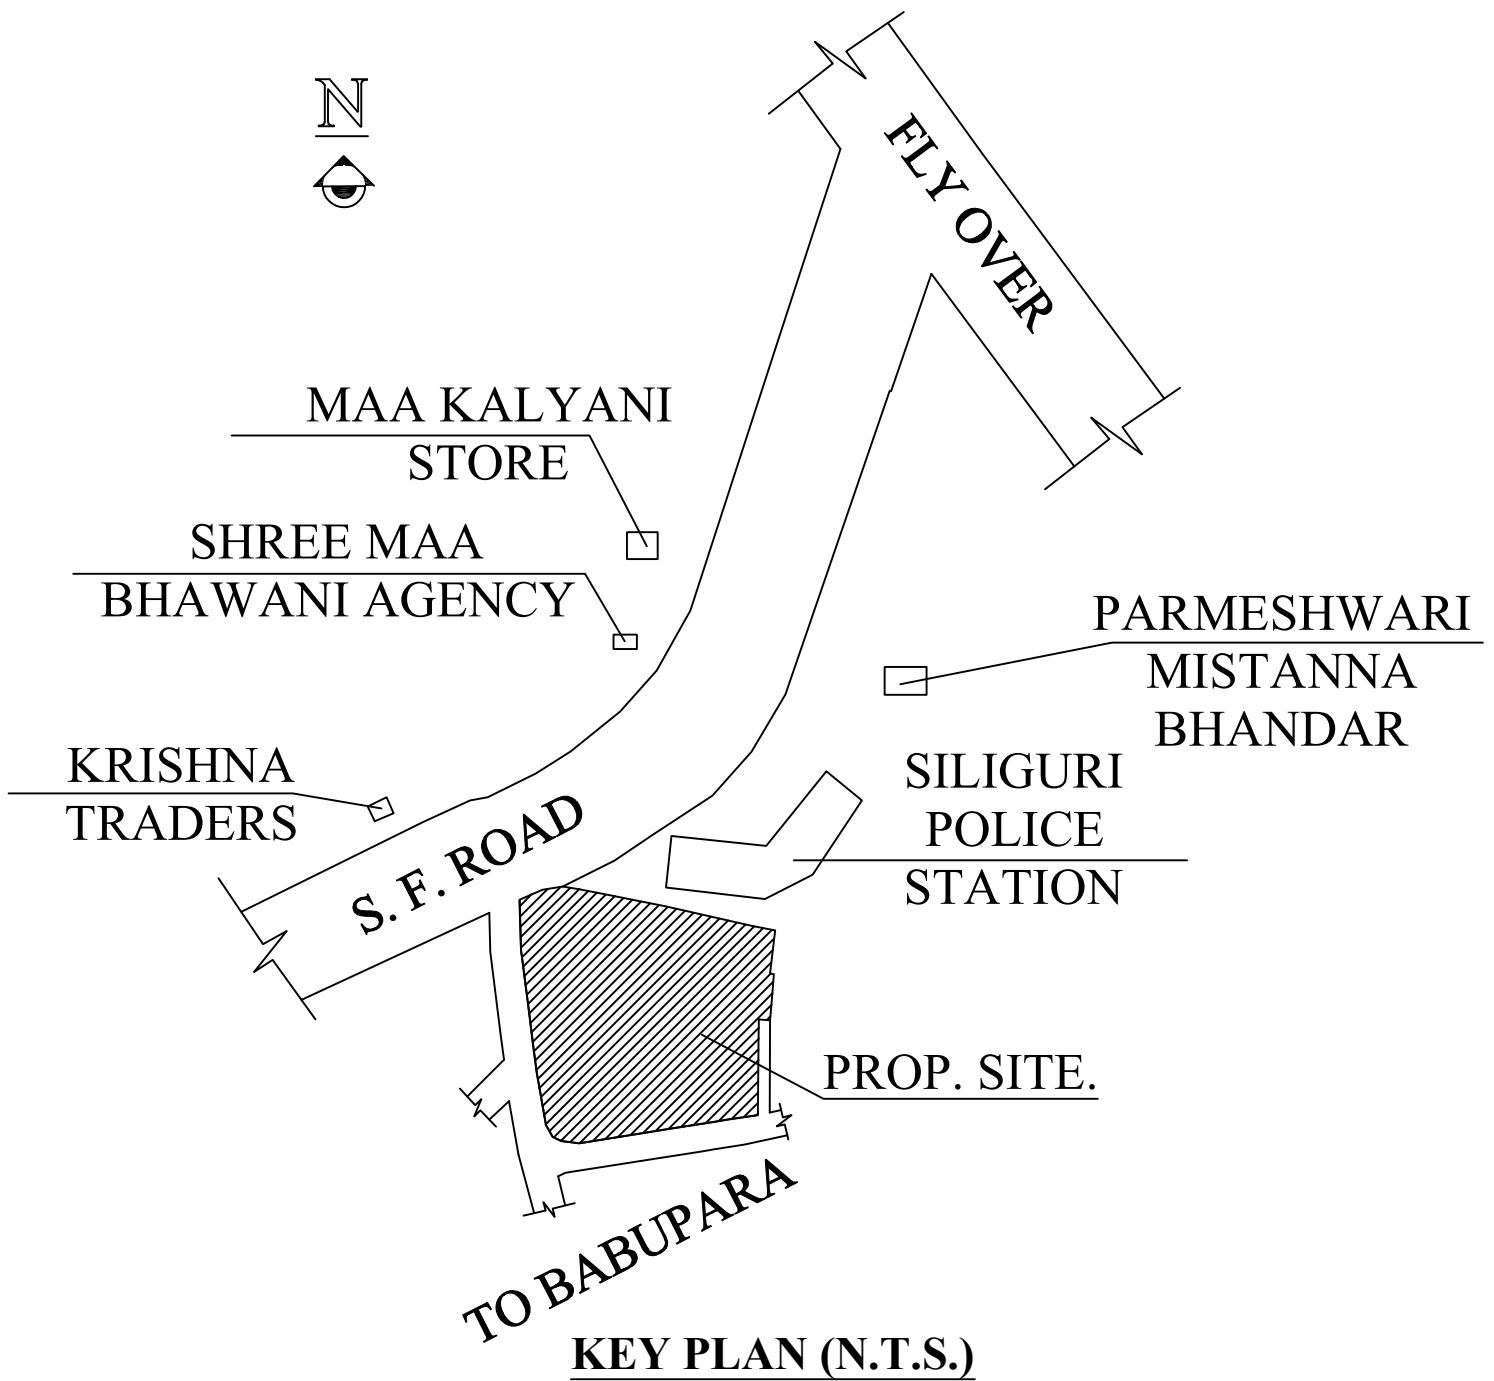 N
FLY OVER
MAA KALYANI
STORE
SHREE MAA
BHAWANI AGENCY
PARMESHWARI
MISTANNA
BHANDAR
KRISHNA
TRADERS
SILIGURI
POLICE
STATION
S. F. ROAD
PROP. SITE.
TO BABUPARA
KEY PLAN (N.T.S.)